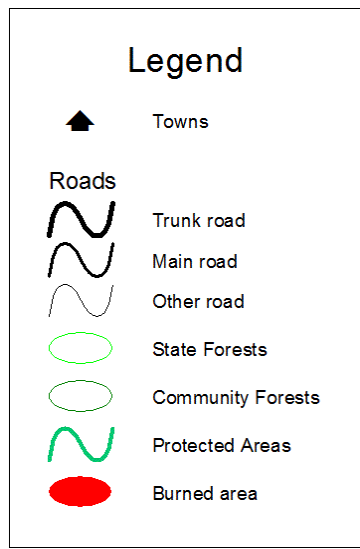 Legend
Towns
Roads
Trunk road
Main road
Other road
State Forests
Community Forests
Protected Areas
Burned area